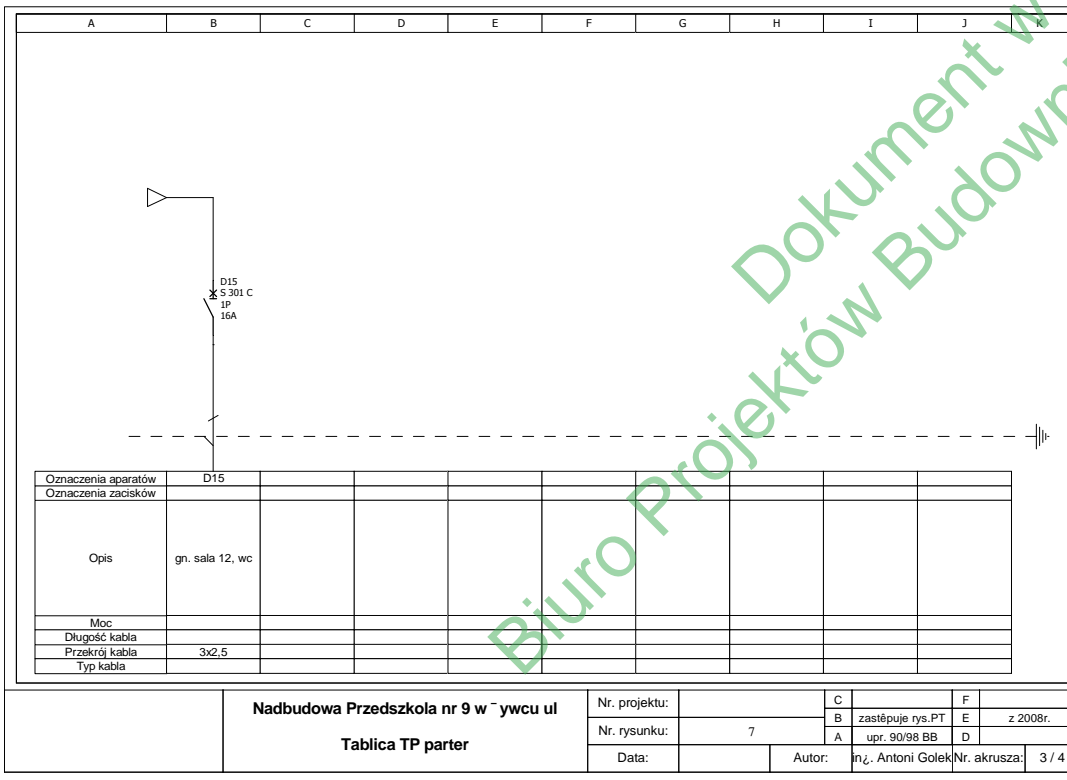 A B C D E F G H I J K
D15
S 301 C
1P
16A
Oznaczenia aparatów D15
Oznaczenia zacisków
Opis gn. sala 12, wc
Moc
Długość kabla
Przekrój kabla 3x2,5
Typ kabla
Nadbudowa Przedszkola nr 9 w ¯ ywcu ul
Tablica TP parter
Nr. projektu:
Nr. rysunku: 7
Data: Autor: in¿. Antoni Golek Nr. akrusza: 3 / 4
C F
B zastêpuje rys.PT E z 2008r.
A upr. 90/98 BB D
Dokument w
Biuro Projektów Budown